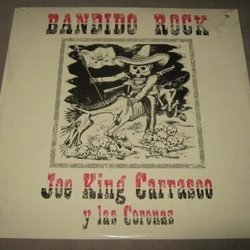 BANDIDO ROCK
Joe King Carrasco
y las Coronas